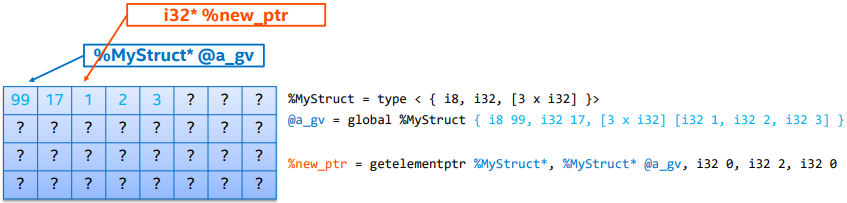 i32* %new_ptr
%MyStruct* @a_gv
99 17 1 2 3 ? ? ?
? ? ? ? ? ? ? ?
? ? ? ? ? ? ? ?
? ? ? ? ? ? ? ?
%MyStruct = type < { i8, i32, [3 x i32] }>
@a_gv = global %MyStruct { i8 99, i32 17, [3 x i32] [i32 1, i32 2, i32 3] }
%new_ptr = getelementptr %MyStruct*, %MyStruct* @a_gv, i32 0, i32 2, i32 0